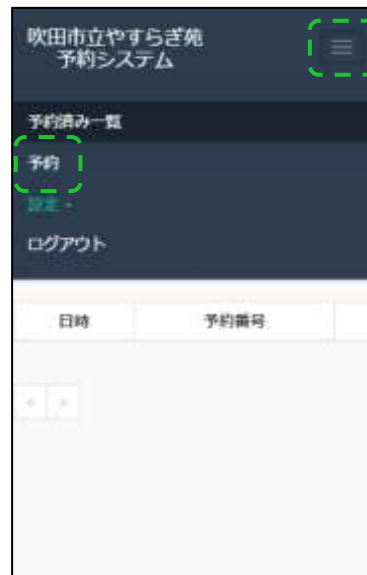 吹田市立やすらぎ苑
予約システム
予約済み一覧
予約
設定
ログアウト
日時 予約番号
« »